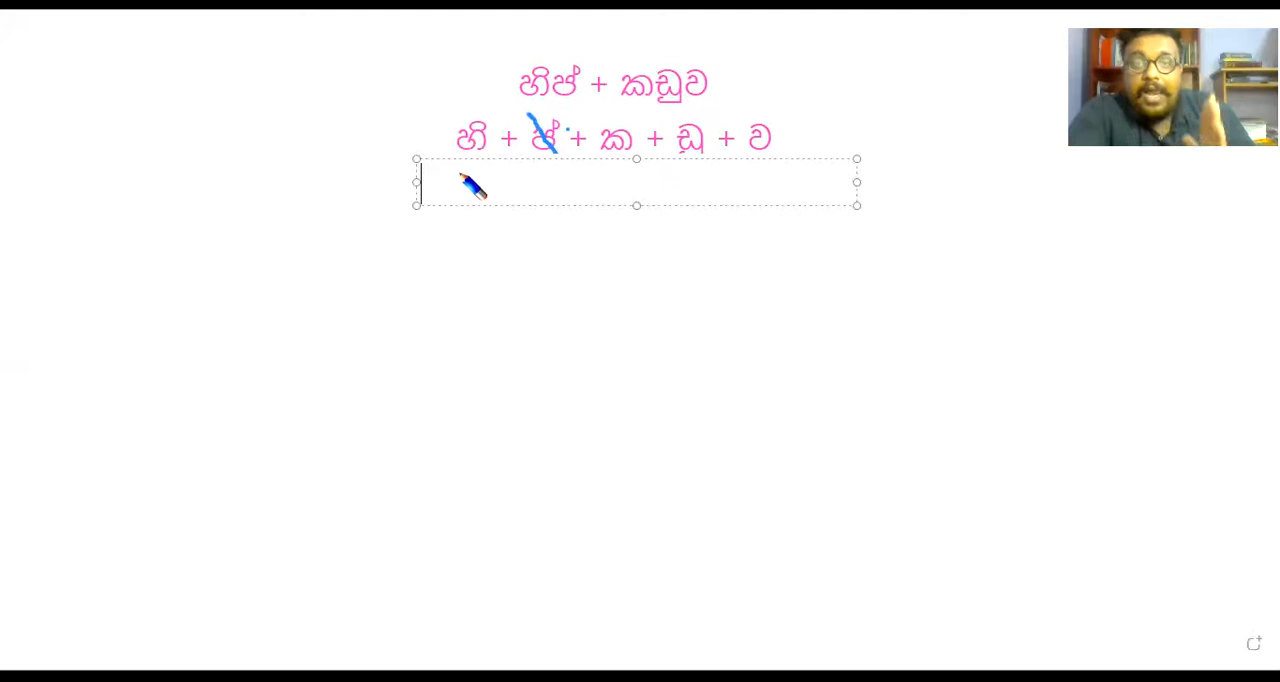 හිප් + කඩුව
හි + ප් + ක + ඩු + ව